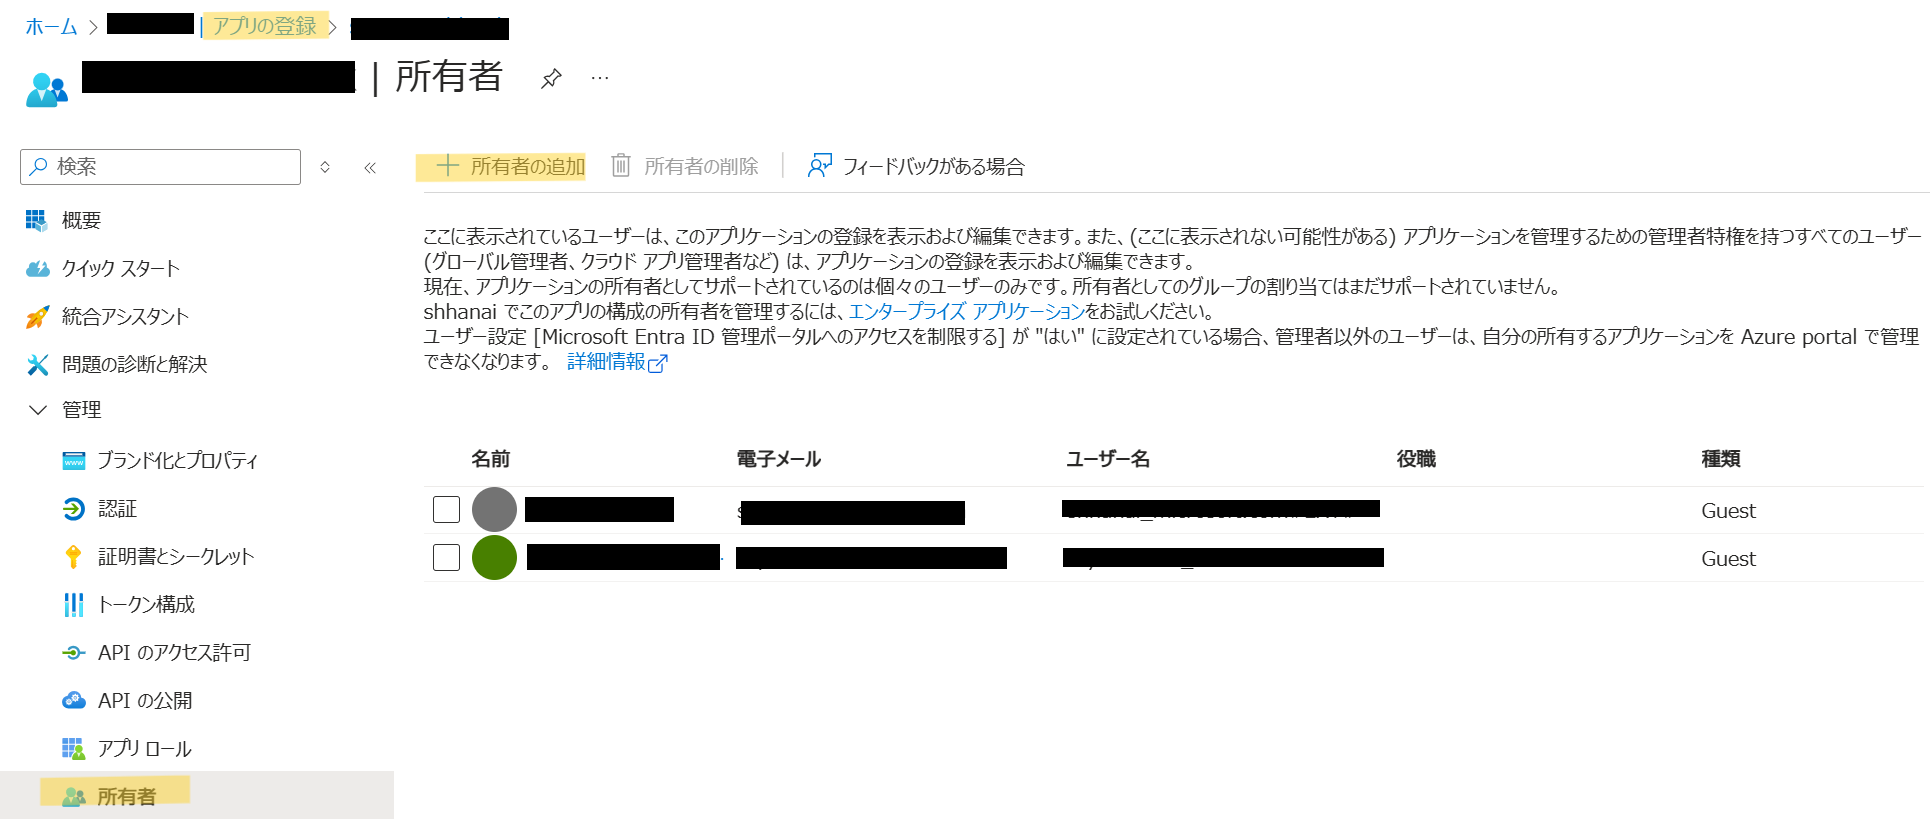 ホーム > | アプリの登録 >
| 所有者 ...
検索
所有者の追加 所有者の削除 フィードバックがある場合
概要
クイック スタート
統合アシスタント
問題の診断と解決
管理
ブランド化とプロパティ
認証
証明書とシークレット
トークン構成
API のアクセス許可
API の公開
アプリ ロール
所有者
ここに表示されているユーザーは、このアプリケーションの登録を表示および編集できます。また、(ここに表示されない可能性がある) アプリケーションを管理するための管理者特権を持つすべてのユーザー
(グローバル管理者、クラウド アプリ管理者など) は、アプリケーションの登録を表示および編集できます。
現在、アプリケーションの所有者としてサポートされているのは個々のユーザーのみです。所有者としてのグループの割り当てはまだサポートされていません。
shhanai でこのアプリの構成の所有者を管理するには、エンタープライズ アプリケーションをお試しください。
ユーザー設定 [Microsoft Entra ID 管理ポータルへのアクセスを制限する] が "はい" に設定されている場合、管理者以外のユーザーは、自分の所有するアプリケーションを Azure portal で管理
できなくなります。 詳細情報
名前 電子メール ユーザー名 役職 種類
Guest
Guest